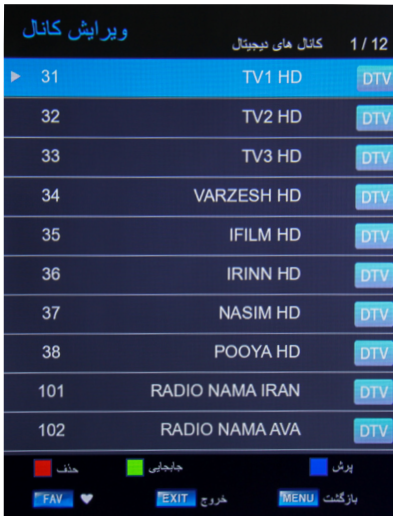 ویرایش کانال
کانال های دیجیتال 1 / 12
31 TV1 HD DTV
32 TV2 HD DTV
33 TV3 HD DTV
34 VARZESH HD DTV
35 IFILM HD DTV
36 IRINN HD DTV
37 NASIM HD DTV
38 POOYA HD DTV
101 RADIO NAMA IRAN DTV
102 RADIO NAMA AVA DTV
پرش جابجایی حذف
بازگشت MENU خروج EXIT FAV